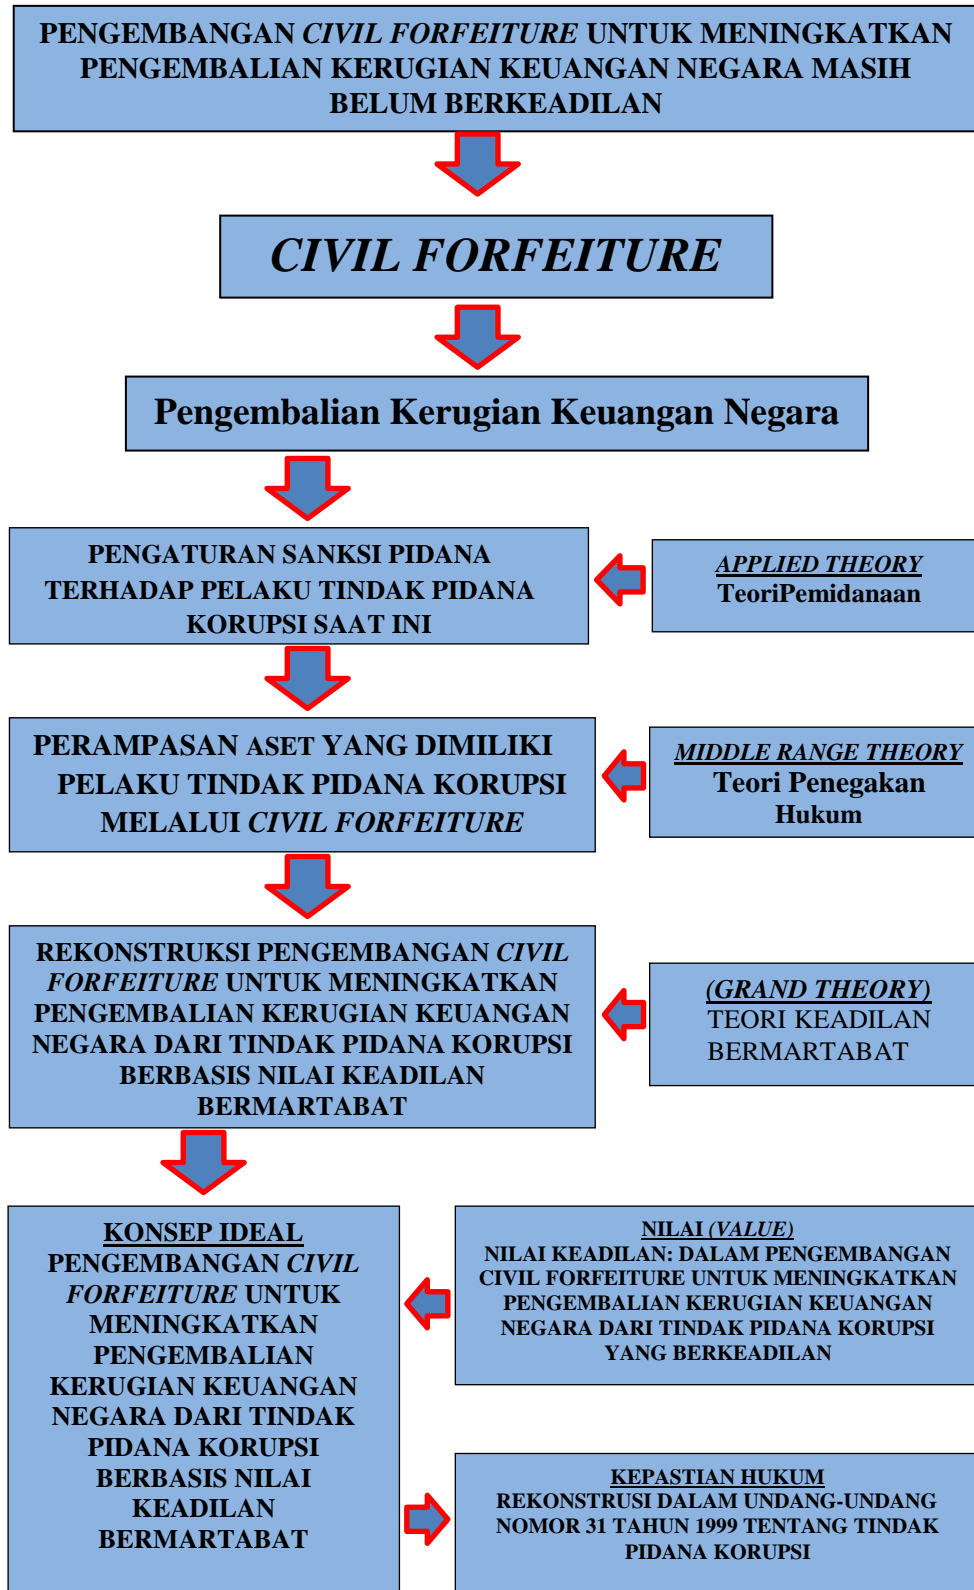 PENGEMBANGAN CIVIL FORFEITURE UNTUK MENINGKATKAN
PENGEMBALIAN KERUGIAN KEUANGAN NEGARA MASIH
BELUM BERKEADILAN
CIVIL FORFEITURE
Pengembalian Kerugian Keuangan Negara
PENGATURAN SANKSI PIDANA
TERHADAP PELAKU TINDAK PIDANA
KORUPSI SAAT INI
APPLIED THEORY
TeoriPemidanaan
PERAMPASAN ASET YANG DIMILIKI
PELAKU TINDAK PIDANA KORUPSI
MELALUI CIVIL FORFEITURE
MIDDLE RANGE THEORY
Teori Penegakan
Hukum
REKONSTRUKSI PENGEMBANGAN CIVIL
FORFEITURE UNTUK MENINGKATKAN
PENGEMBALIAN KERUGIAN KEUANGAN
NEGARA DARI TINDAK PIDANA KORUPSI
BERBASIS NILAI KEADILAN
BERMARTABAT
(GRAND THEORY)
TEORI KEADILAN
BERMARTABAT
KONSEP IDEAL
PENGEMBANGAN CIVIL
FORFEITURE UNTUK
MENINGKATKAN
PENGEMBALIAN
KERUGIAN KEUANGAN
NEGARA DARI TINDAK
PIDANA KORUPSI
BERBASIS NILAI
KEADILAN
BERMARTABAT
NILAI (VALUE)
NILAI KEADILAN: DALAM PENGEMBANGAN
CIVIL FORFEITURE UNTUK MENINGKATKAN
PENGEMBALIAN KERUGIAN KEUANGAN
NEGARA DARI TINDAK PIDANA KORUPSI
YANG BERKEADILAN
KEPASTIAN HUKUM
REKONSTRUSI DALAM UNDANG-UNDANG
NOMOR 31 TAHUN 1999 TENTANG TINDAK
PIDANA KORUPSI